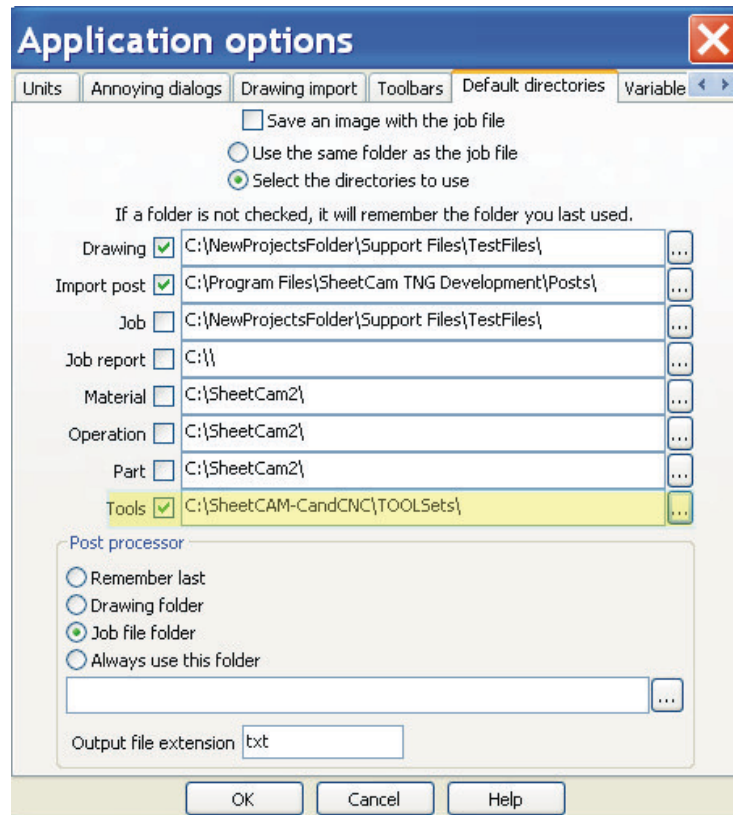 Application options
Units Annoying dialogs Drawing import Toolbars Default directories Variable
Save an image with the job file
Use the same folder as the job file
Select the directories to use
If a folder is not checked, it will remember the folder you last used.
Drawing C:\NewProjectsFolder\Support Files\TestFiles\ ...
Import post C:\Program Files\SheetCam TNG Development\Posts\ ...
Job C:\NewProjectsFolder\Support Files\TestFiles\ ...
Job report C:\\ ...
Material C:\SheetCam2\ ...
Operation C:\SheetCam2\ ...
Part C:\SheetCam2\ ...
Tools C:\SheetCAM-CandCNC\TOOLSets\ ...
Post processor
Remember last
Drawing folder
Job file folder
Always use this folder
...
Output file extension txt
OK Cancel Help